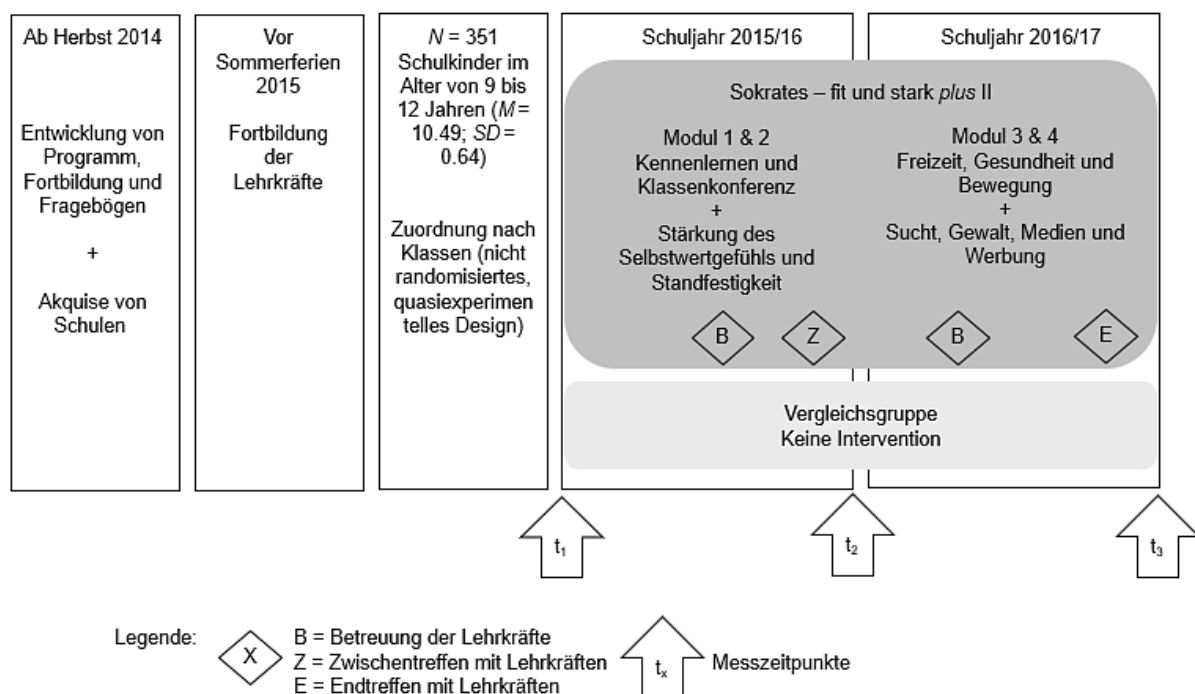 Ab Herbst 2014
Entwicklung von
Programm,
Fortbildung und
Fragebögen
+
Akquise von
Schulen
Vor
Sommerferien
2015
Fortbildung
der
Lehrkräfte
N = 351
Schulkinder im
Alter von 9 bis
12 Jahren (M =
10.49; SD =
0.64)
Zuordnung nach
Klassen (nicht
randomisiertes,
quasiexperimen
telles Design)
Schuljahr 2015/16
Schuljahr 2016/17
Sokrates – fit und stark plus II
Modul 1 & 2
Kennenlernen und
Klassenkonferenz
+
Stärkung des
Selbstwertgefühls und
Standfestigkeit
Modul 3 & 4
Freizeit, Gesundheit und
Bewegung
+
Sucht, Gewalt, Medien und
Werbung
B
Z
B
E
Vergleichsgruppe
Keine Intervention
t₁
t₂
t₃
Legende:
X
B = Betreuung der Lehrkräfte
Z = Zwischentreffen mit Lehrkräften
E = Endtreffen mit Lehrkräften
tₓ
Messzeitpunkte